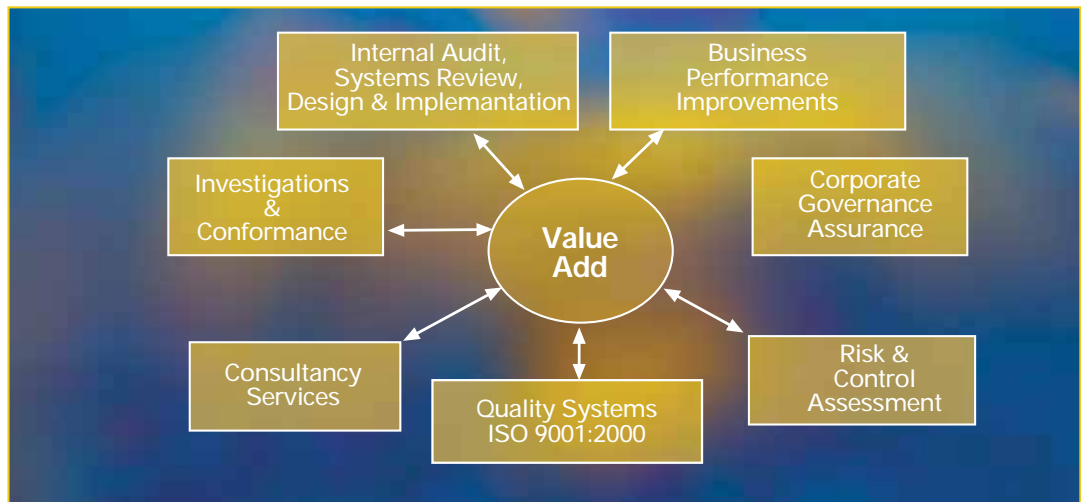 Internal Audit,
Systems Review,
Design & Implemantation
Business
Performance
Improvements
Investigations
&
Conformance
Value
Add
Corporate
Governance
Assurance
Consultancy
Services
Quality Systems
ISO 9001:2000
Risk &
Control
Assessment